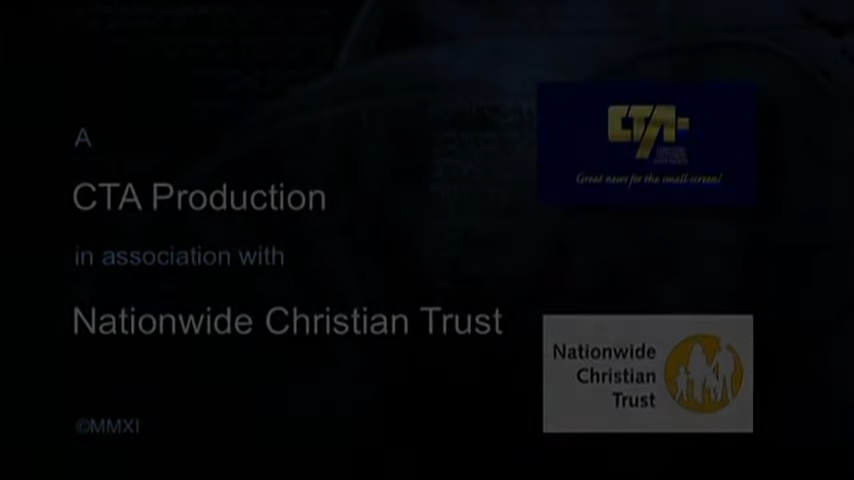 A
CTA Production
in association with
Nationwide Christian Trust
©MMXI
CTA
Great news for the small screen!
Nationwide
Christian
Trust